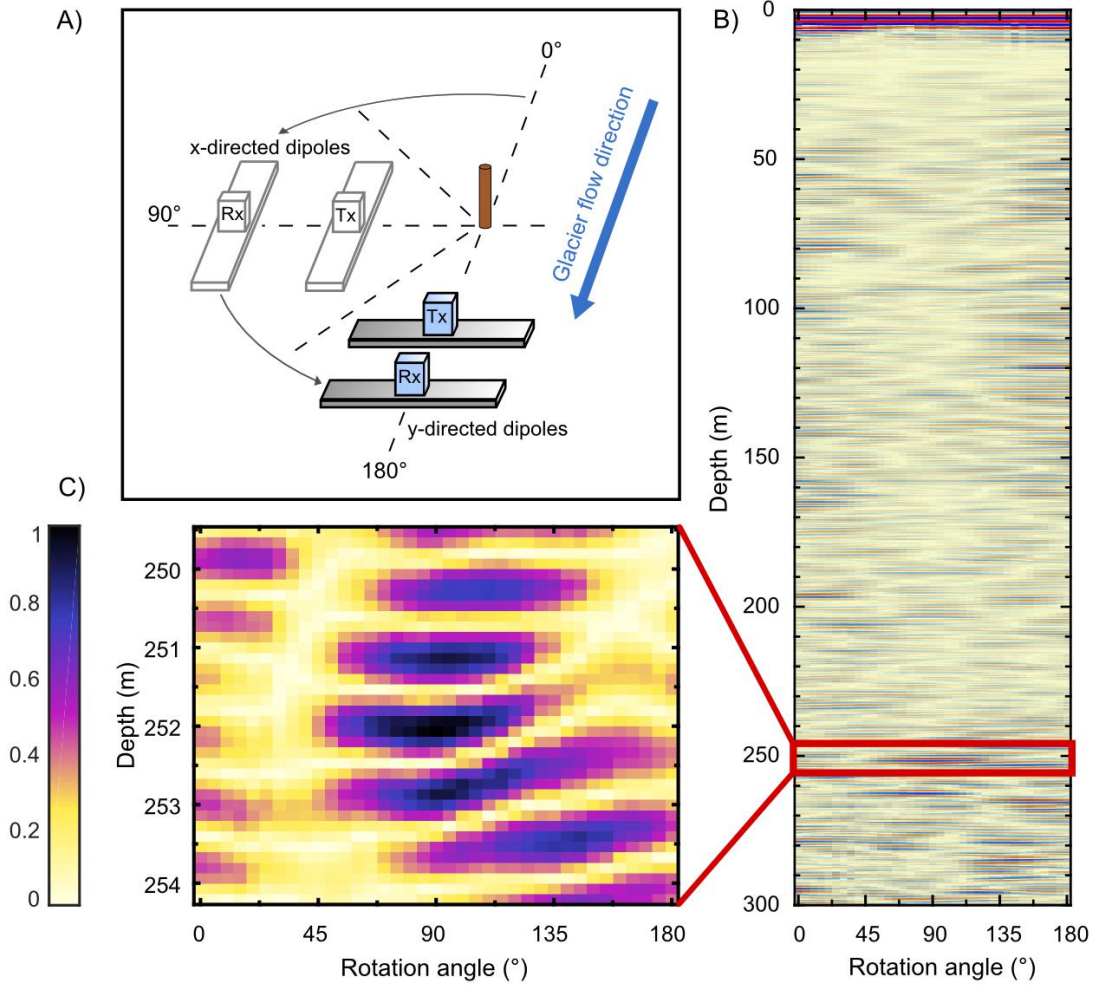 A)
0°
Glacier flow direction
x-directed dipoles
Rx
Tx
90°
Tx
Rx
y-directed dipoles
180°
B)
0
50
100
150
200
250
300
Depth (m)
0 45 90 135 180
Rotation angle (°)
C)
1
0.8
0.6
0.4
0.2
0
250
251
252
253
254
Depth (m)
0 45 90 135 180
Rotation angle (°)